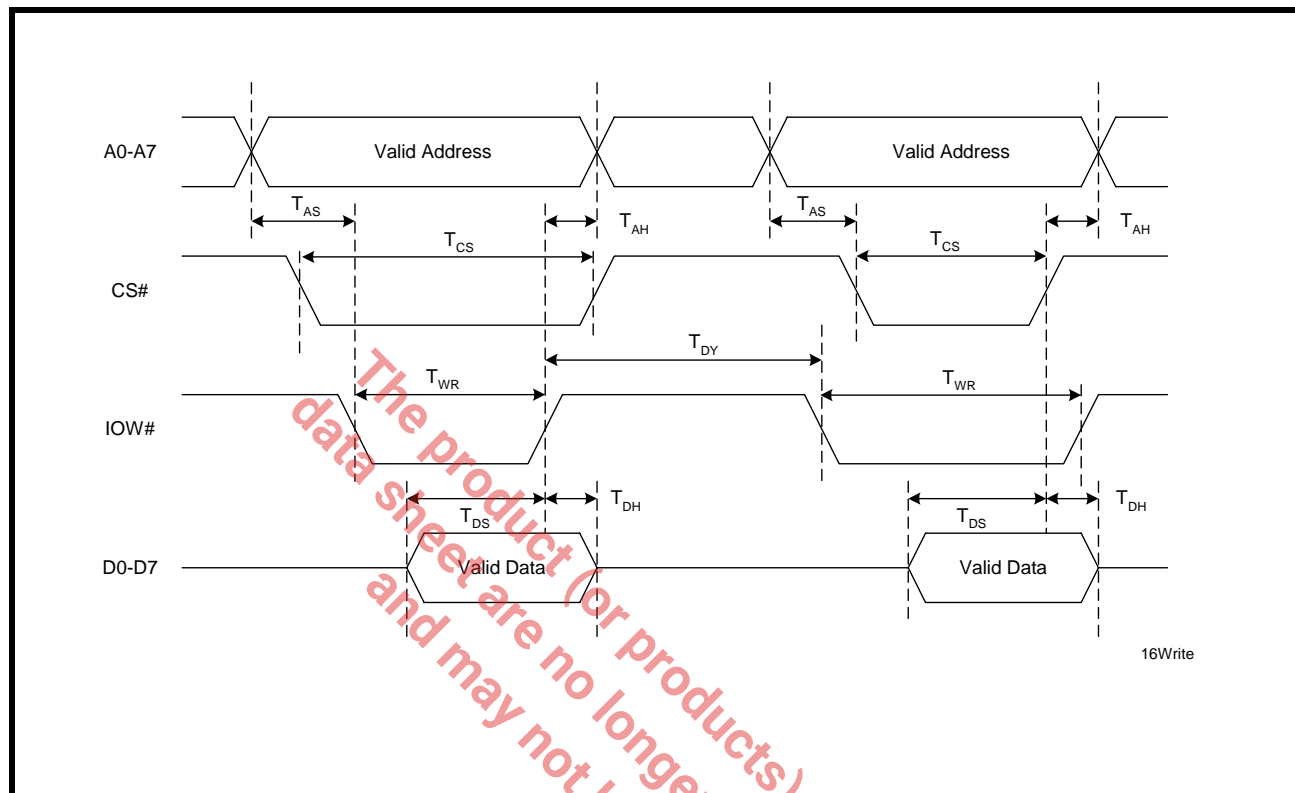 A0-A7
Valid Address
Valid Address
TAS
TAH
TAS
TAH
TCS
TCS
CS#
TDY
TWR
TWR
IOW#
TDS
TDH
TDS
TDH
D0-D7
Valid Data
Valid Data
16Write
The product (or products)
data sheet are no longer
and may not